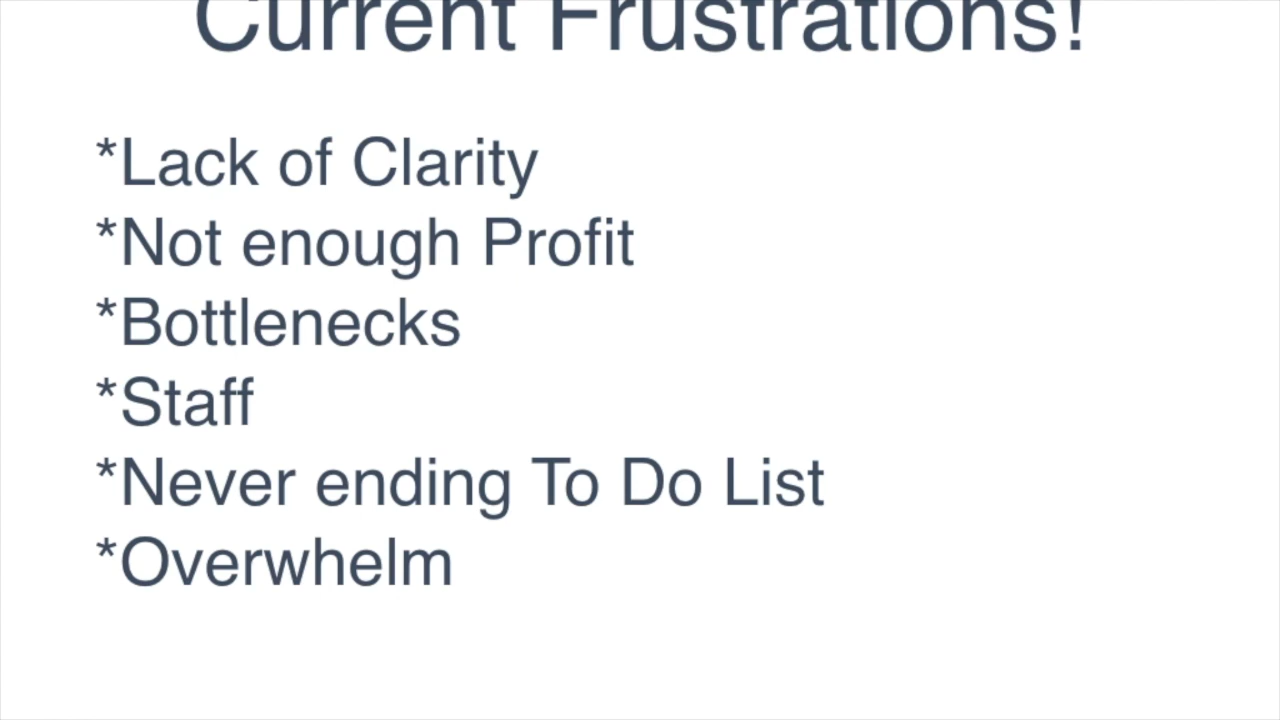 Current Frustrations!
*Lack of Clarity
*Not enough Profit
*Bottlenecks
*Staff
*Never ending To Do List
*Overwhelm